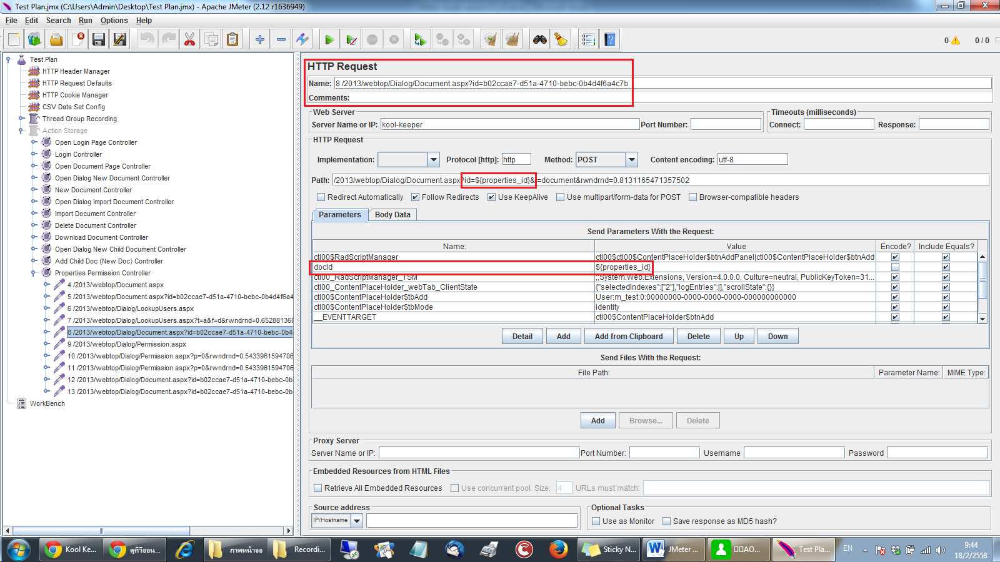 Test Plan.jmx (C:\Users\Admin\Desktop\Test Plan.jmx) - Apache JMeter (2.12 r1636949)
File Edit Search Run Options Help
0 0 / 0
Test Plan
HTTP Header Manager
HTTP Request Defaults
HTTP Cookie Manager
CSV Data Set Config
Thread Group Recording
Action Storage
Open Login Page Controller
Login Controller
Open Document Page Controller
Open Dialog New Document Controller
New Document Controller
Open Dialog import Document Controller
Import Document Controller
Delete Document Controller
Download Document Controller
Open Dialog New Child Document Controller
Add Child Doc (New Doc) Controller
Properties Permission Controller
4 /2013/webtop/Document.aspx
5 /2013/webtop/Document.aspx?id=b02ccae7-d51a-4710-bebc-0b4d4f6a4
6 /2013/webtop/Dialog/LookupUsers.aspx
7 /2013/webtop/Dialog/LookupUsers.aspx?t=a&f=d&rwndrnd=0.652881360
8 /2013/webtop/Dialog/Document.aspx?id=b02ccae7-d51a-4710-bebc-0b4
9 /2013/webtop/Dialog/Permission.aspx
10 /2013/webtop/Dialog/Permission.aspx?p=0&rwndrnd=0.5433961594706
11 /2013/webtop/Dialog/Permission.aspx?p=0&rwndrnd=0.5433961594706
12 /2013/webtop/Dialog/Document.aspx?id=b02ccae7-d51a-4710-bebc-0b
13 /2013/webtop/Dialog/Document.aspx?id=b02ccae7-d51a-4710-bebc-0b
WorkBench
HTTP Request
Name: 8 /2013/webtop/Dialog/Document.aspx?id=b02ccae7-d51a-4710-bebc-0b4d4f6a4c7b
Comments:
Web Server Timeouts (milliseconds)
Server Name or IP: kool-keeper Port Number: Connect: Response:
HTTP Request
Implementation: Protocol [http]: http Method: POST Content encoding: utf-8
Path: /2013/webtop/Dialog/Document.aspx?id=${properties_id}& =document&rwndrnd=0.8131165471357502
Redirect Automatically Follow Redirects Use KeepAlive Use multipart/form-data for POST Browser-compatible headers
Parameters Body Data
Send Parameters With the Request:
Name: Value Encode? Include Equals?
ctl00$RadScriptManager ctl00$ctl00$ContentPlaceHolder$btnAddPanel|ctl00$ContentPlaceHolder$btnAdd
docId ${properties_id}
ctl00_RadScriptManager_TSM ;;System.Web.Extensions, Version=4.0.0.0, Culture=neutral, PublicKeyToken=31...
ctl00_ContentPlaceHolder_webTab_ClientState {"selectedIndexes":["2"],"logEntries":[],"scrollState":{}}
ctl00$ContentPlaceHolder$tbAdd User:m_test:0:00000000-0000-0000-0000-000000000000
ctl00$ContentPlaceHolder$tbMode identity
__EVENTTARGET ctl00$ContentPlaceHolder$btnAdd
Detail Add Add from Clipboard Delete Up Down
Send Files With the Request:
File Path: Parameter Name: MIME Type:
Add Browse... Delete
Proxy Server
Server Name or IP: Port Number: Username Password
Embedded Resources from HTML Files
Retrieve All Embedded Resources Use concurrent pool. Size: 4 URLs must match:
Source address Optional Tasks
IP/Hostname Use as Monitor Save response as MD5 hash?
Kool Ke... ดูทีวีออน... ภาพหน้าจอ Recordi... Sticky N... JMeter ... AO... Test Pla... EN 9:44
18/2/2558